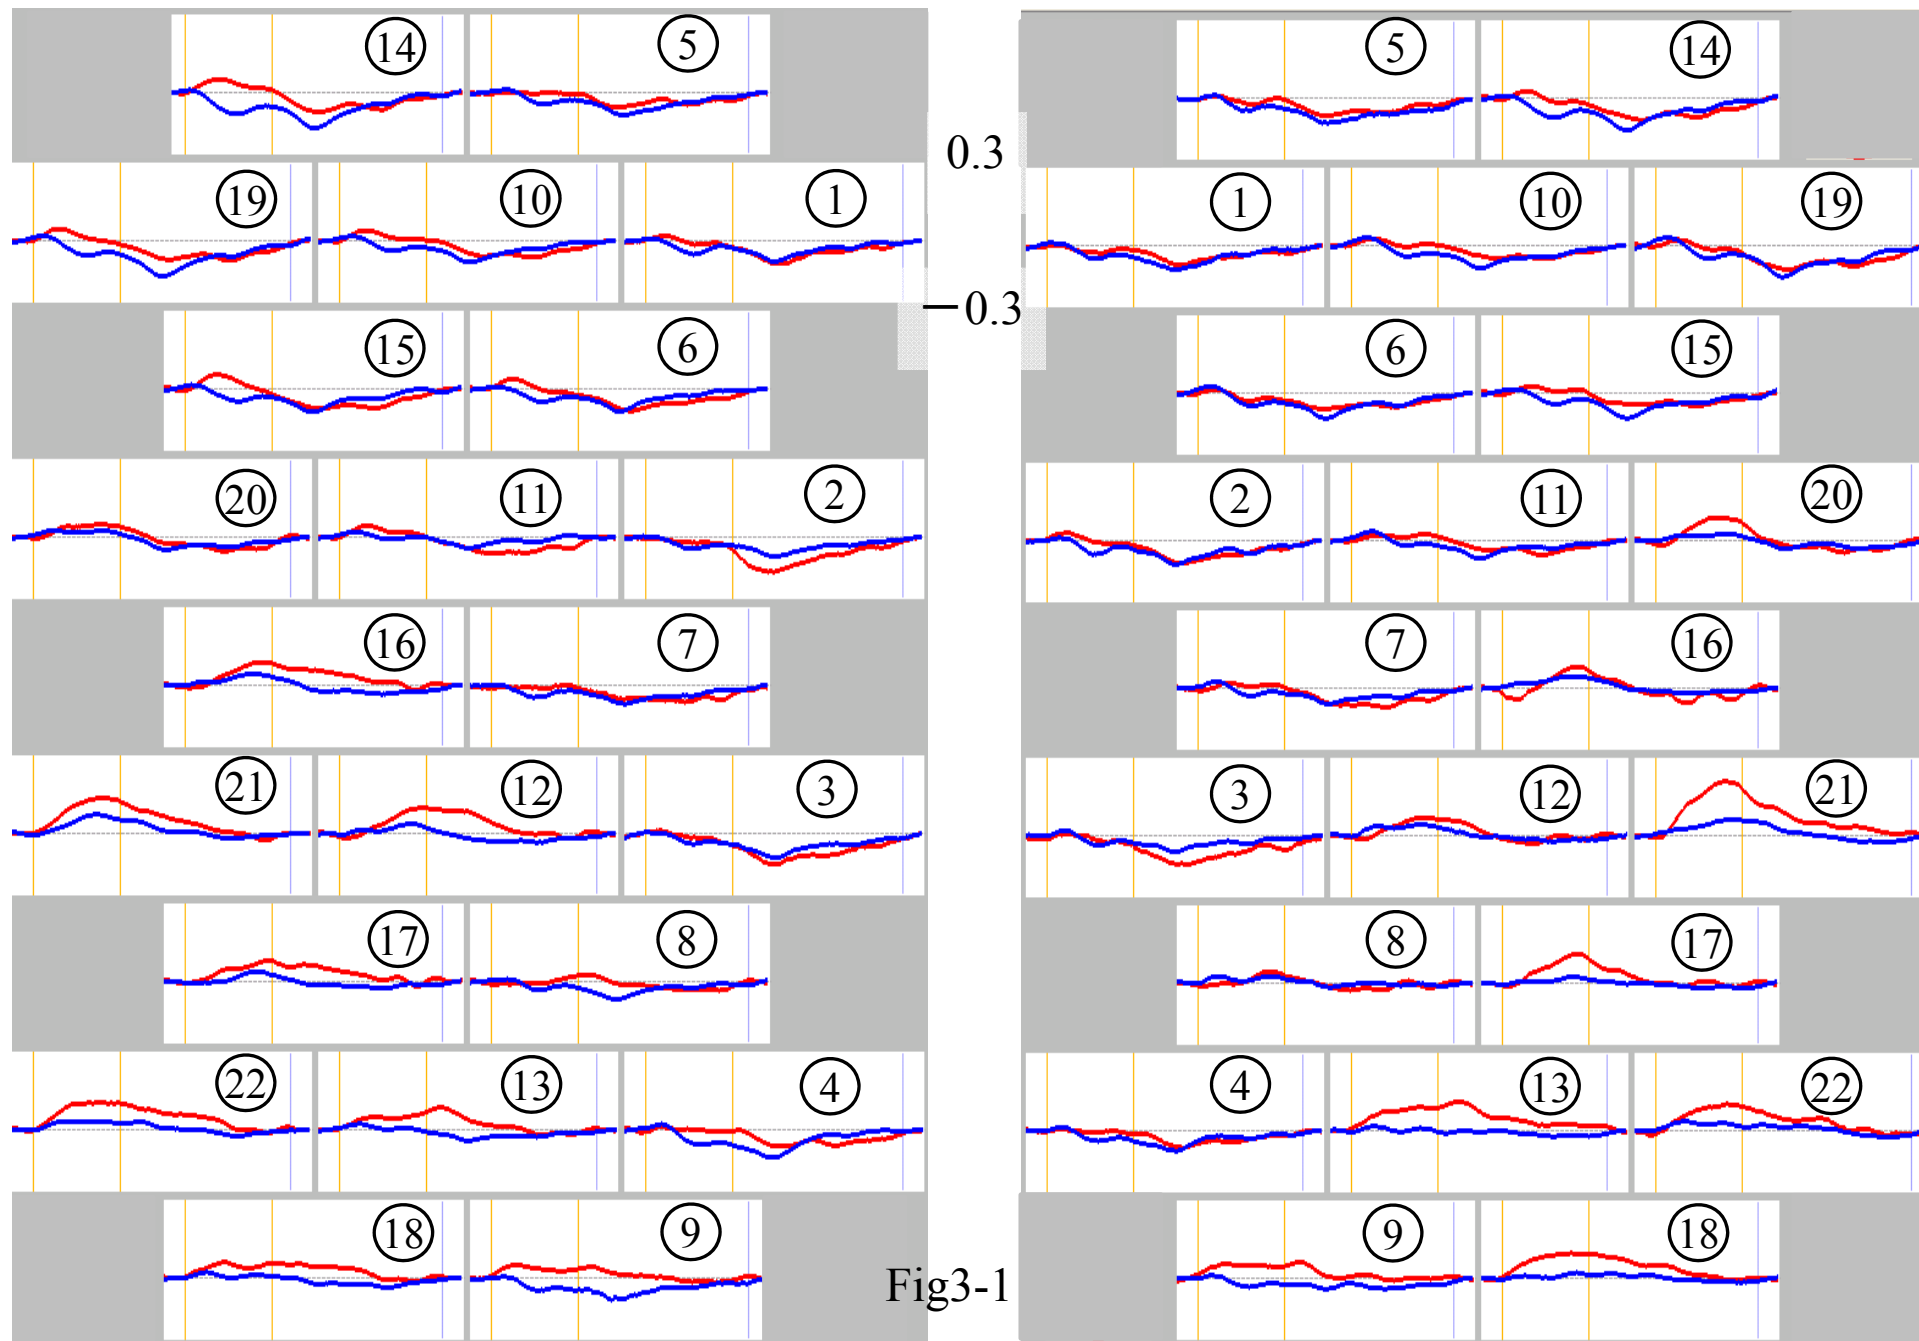 ⑭ ⑤ ⑤ ⑭
0.3
⑲ ⑩ ① ① ⑩ ⑲
−0.3
⑮ ⑥ ⑥ ⑮
⑳ ⑪ ② ② ⑪ ⑳
⑯ ⑦ ⑦ ⑯
㉑ ⑫ ③ ③ ⑫ ㉑
⑰ ⑧ ⑧ ⑰
㉒ ⑬ ④ ④ ⑬ ㉒
⑱ ⑨ ⑨ ⑱
Fig3-1